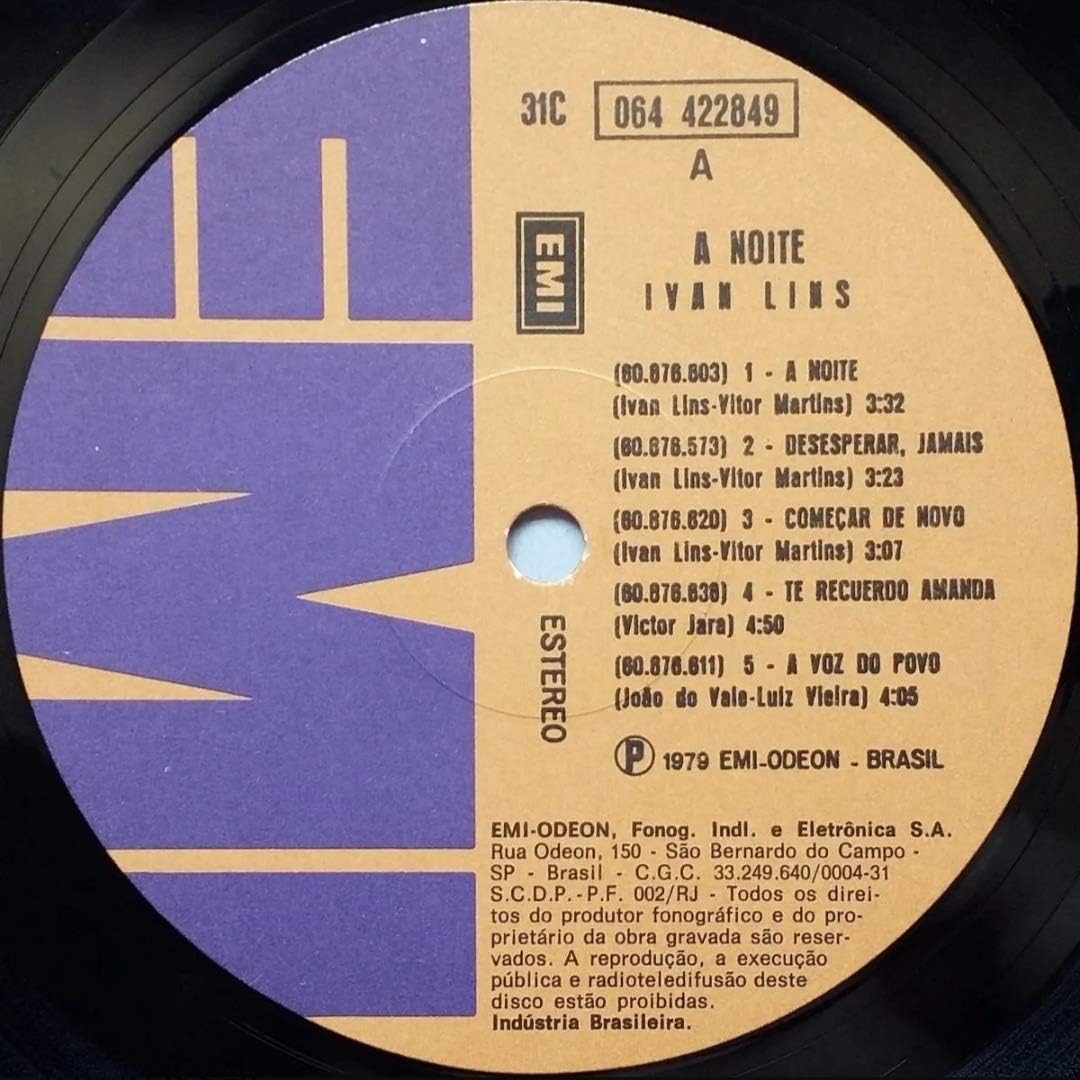 31C 064 422849
A
EMI
A NOITE
IVAN LINS
(60.876.603) 1 - A NOITE
(Ivan Lins-Vitor Martins) 3:32
(60.876.573) 2 - DESESPERAR, JAMAIS
(Ivan Lins-Vitor Martins) 3:23
(60.876.620) 3 - COMEÇAR DE NOVO
(Ivan Lins-Vitor Martins) 3:07
(60.876.638) 4 - TE RECUERDO AMANDA
(Victor Jara) 4:50
(60.876.611) 5 - A VOZ DO POVO
(João do Vale-Luiz Vieira) 4:05
ESTEREO
Ⓟ 1979 EMI-ODEON - BRASIL
EMI-ODEON, Fonog. Indl. e Eletrônica S.A.
Rua Odeon, 150 - São Bernardo do Campo -
SP - Brasil - C.G.C. 33.249.640/0004-31
S.C.D.P.-P.F. 002/RJ - Todos os direi-
tos do produtor fonográfico e do pro-
prietário da obra gravada são reser-
vados. A reprodução, a execução
pública e radioteledifusão deste
disco estão proibidas.
Indústria Brasileira.